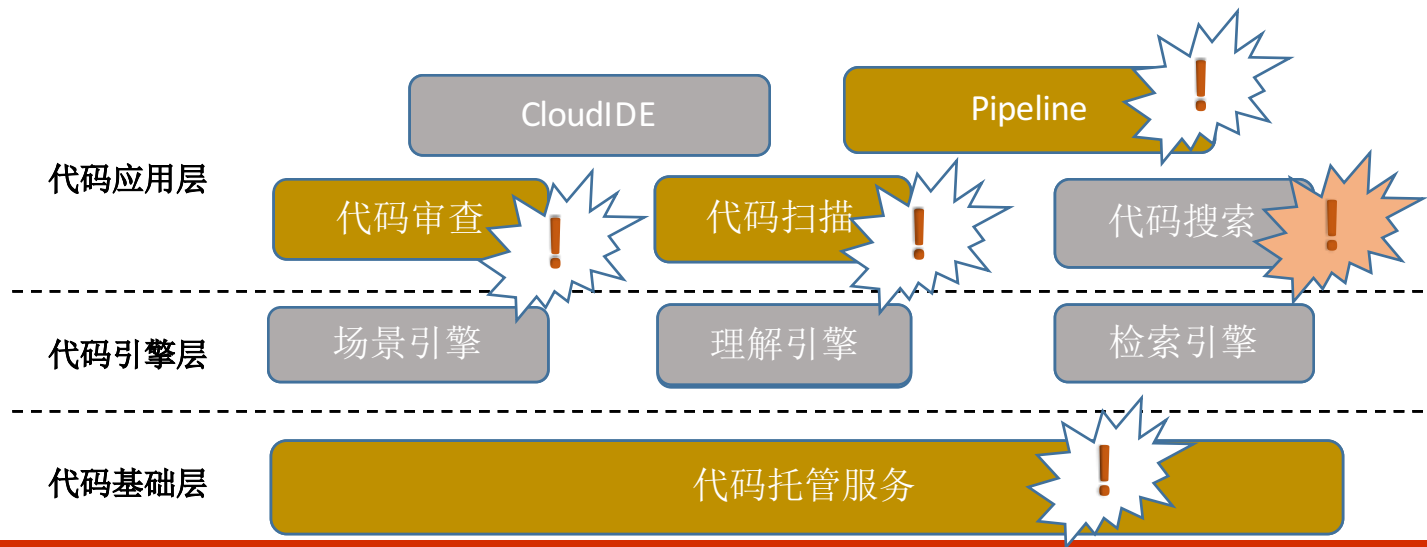 CloudIDE
Pipeline
!
代码应用层
代码审查
!
代码扫描
!
代码搜索
!
代码引擎层
场景引擎
理解引擎
检索引擎
代码基础层
代码托管服务
!